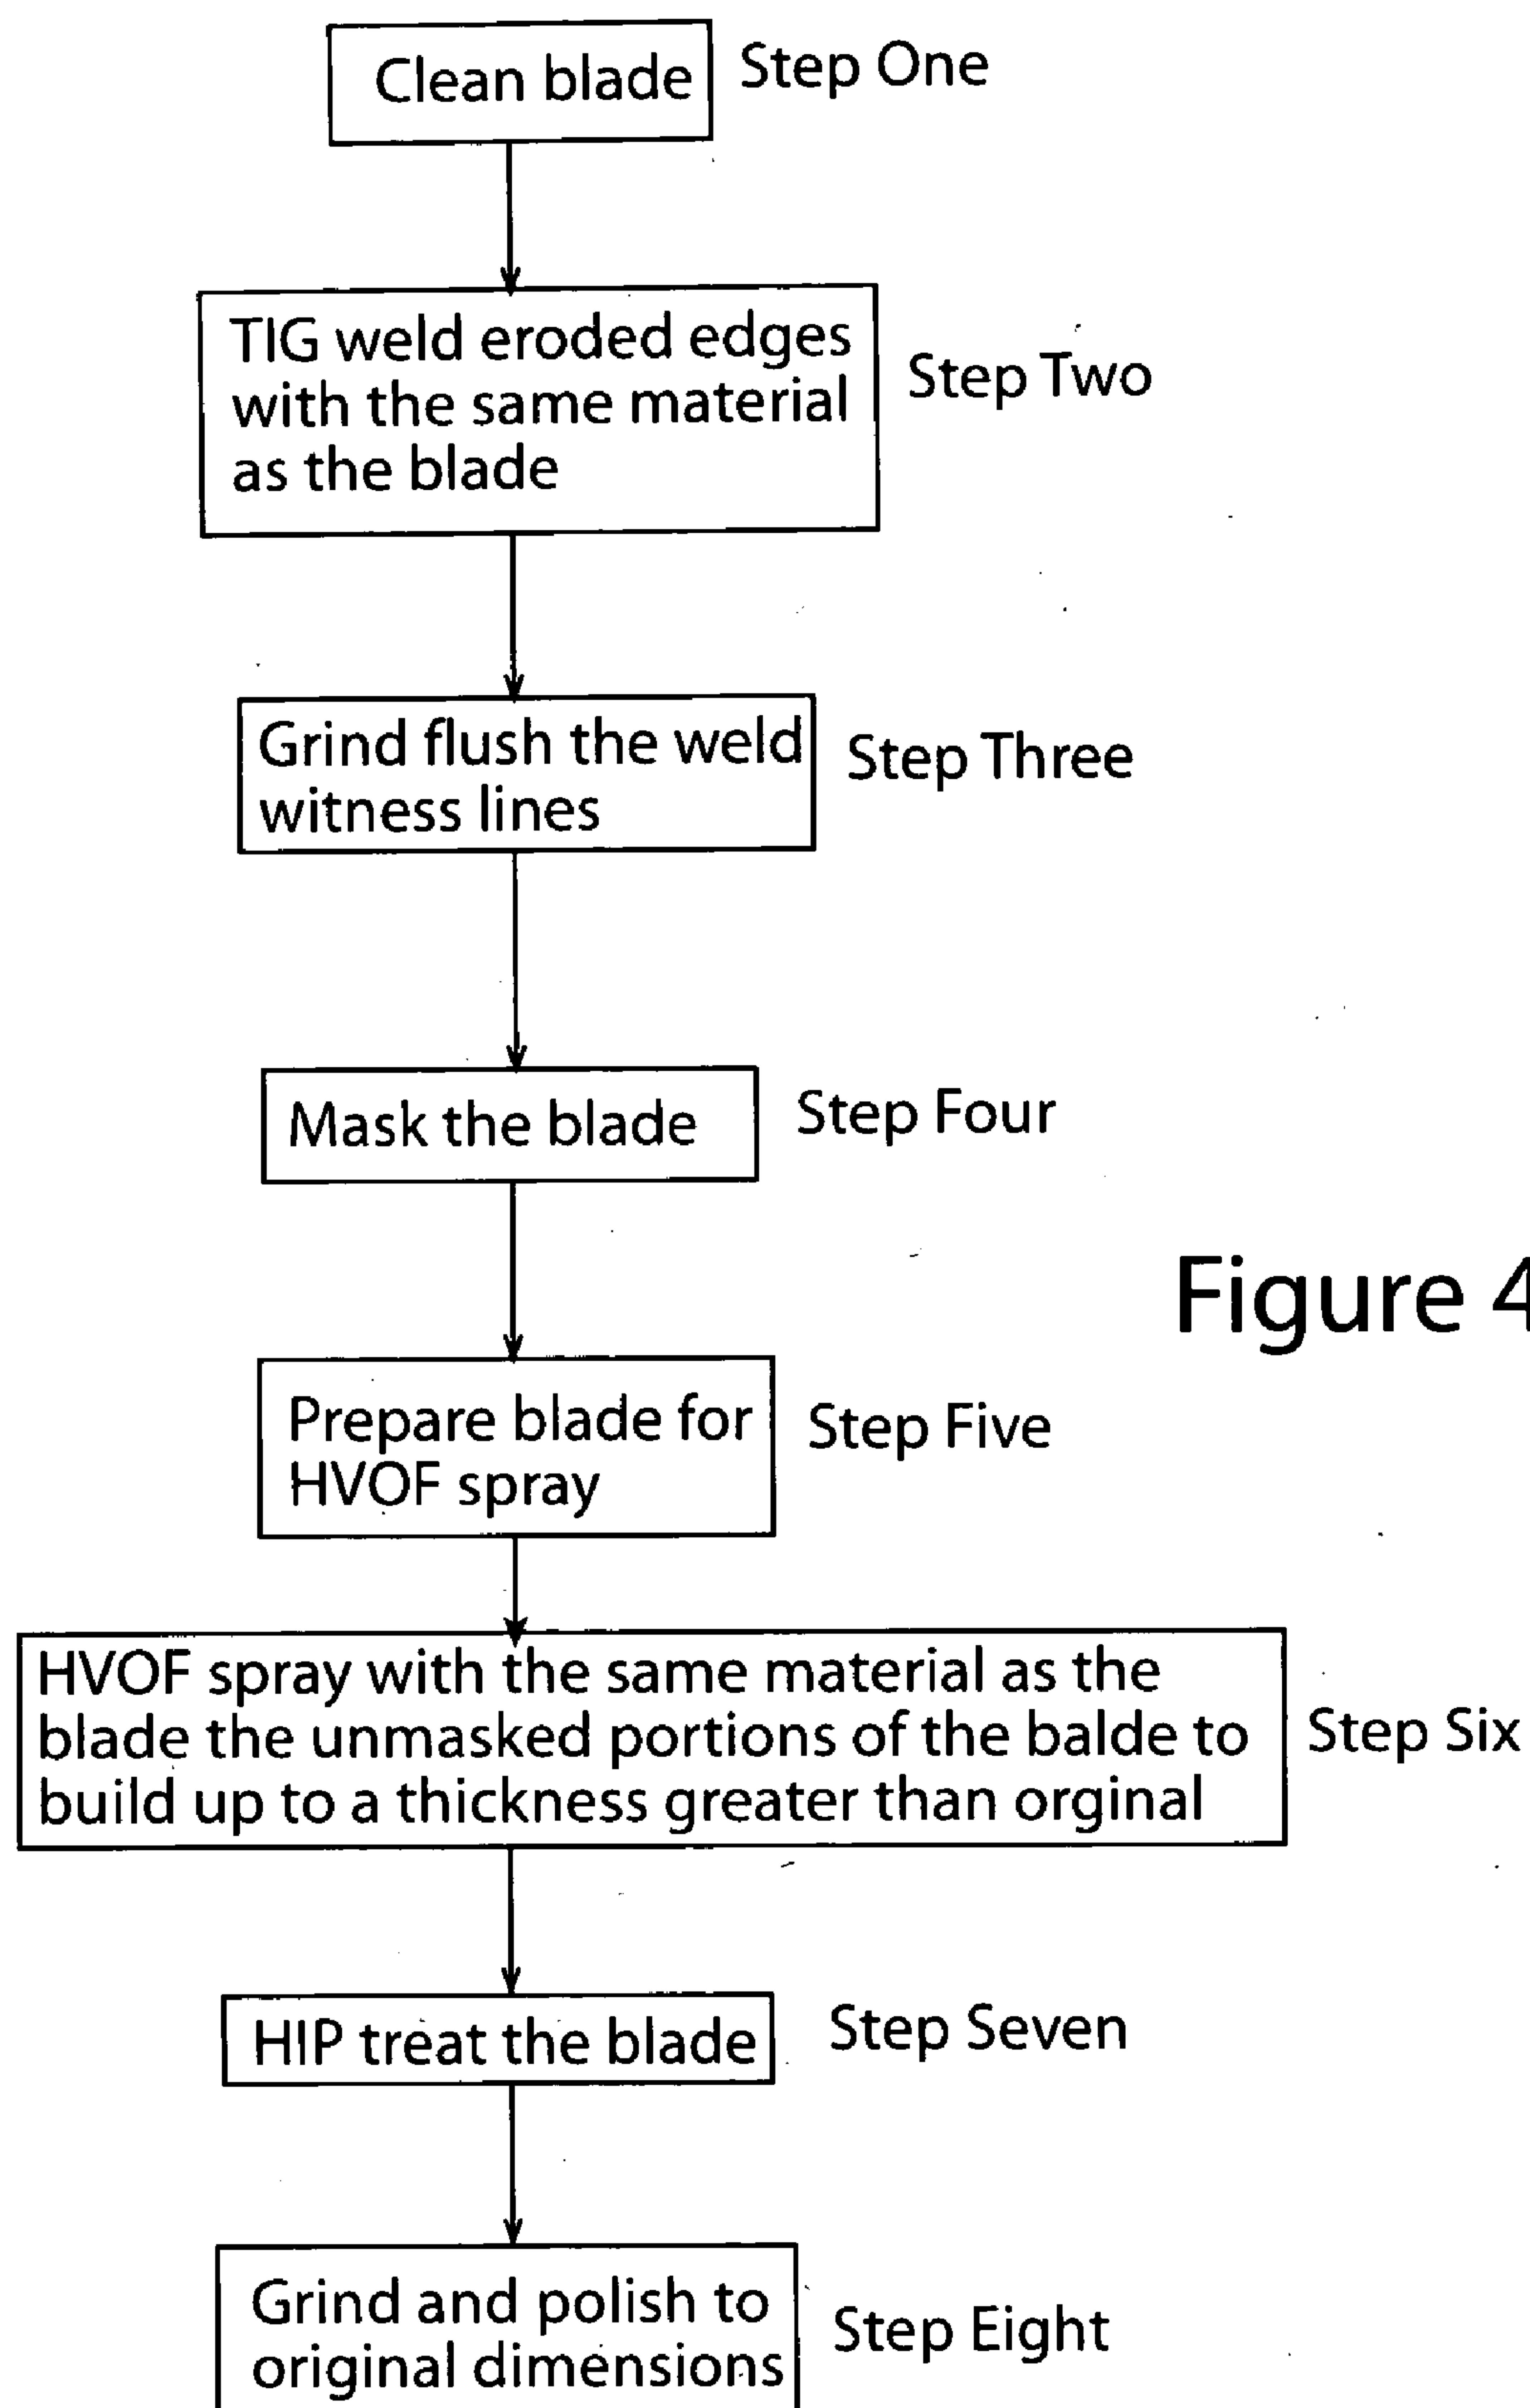 Clean blade
Step One
TIG weld eroded edges
with the same material
as the blade
Step Two
Grind flush the weld
witness lines
Step Three
Mask the blade
Step Four
Figure 4
Prepare blade for
HVOF spray
Step Five
HVOF spray with the same material as the
blade the unmasked portions of the balde to
build up to a thickness greater than orginal
Step Six
HIP treat the blade
Step Seven
Grind and polish to
original dimensions
Step Eight